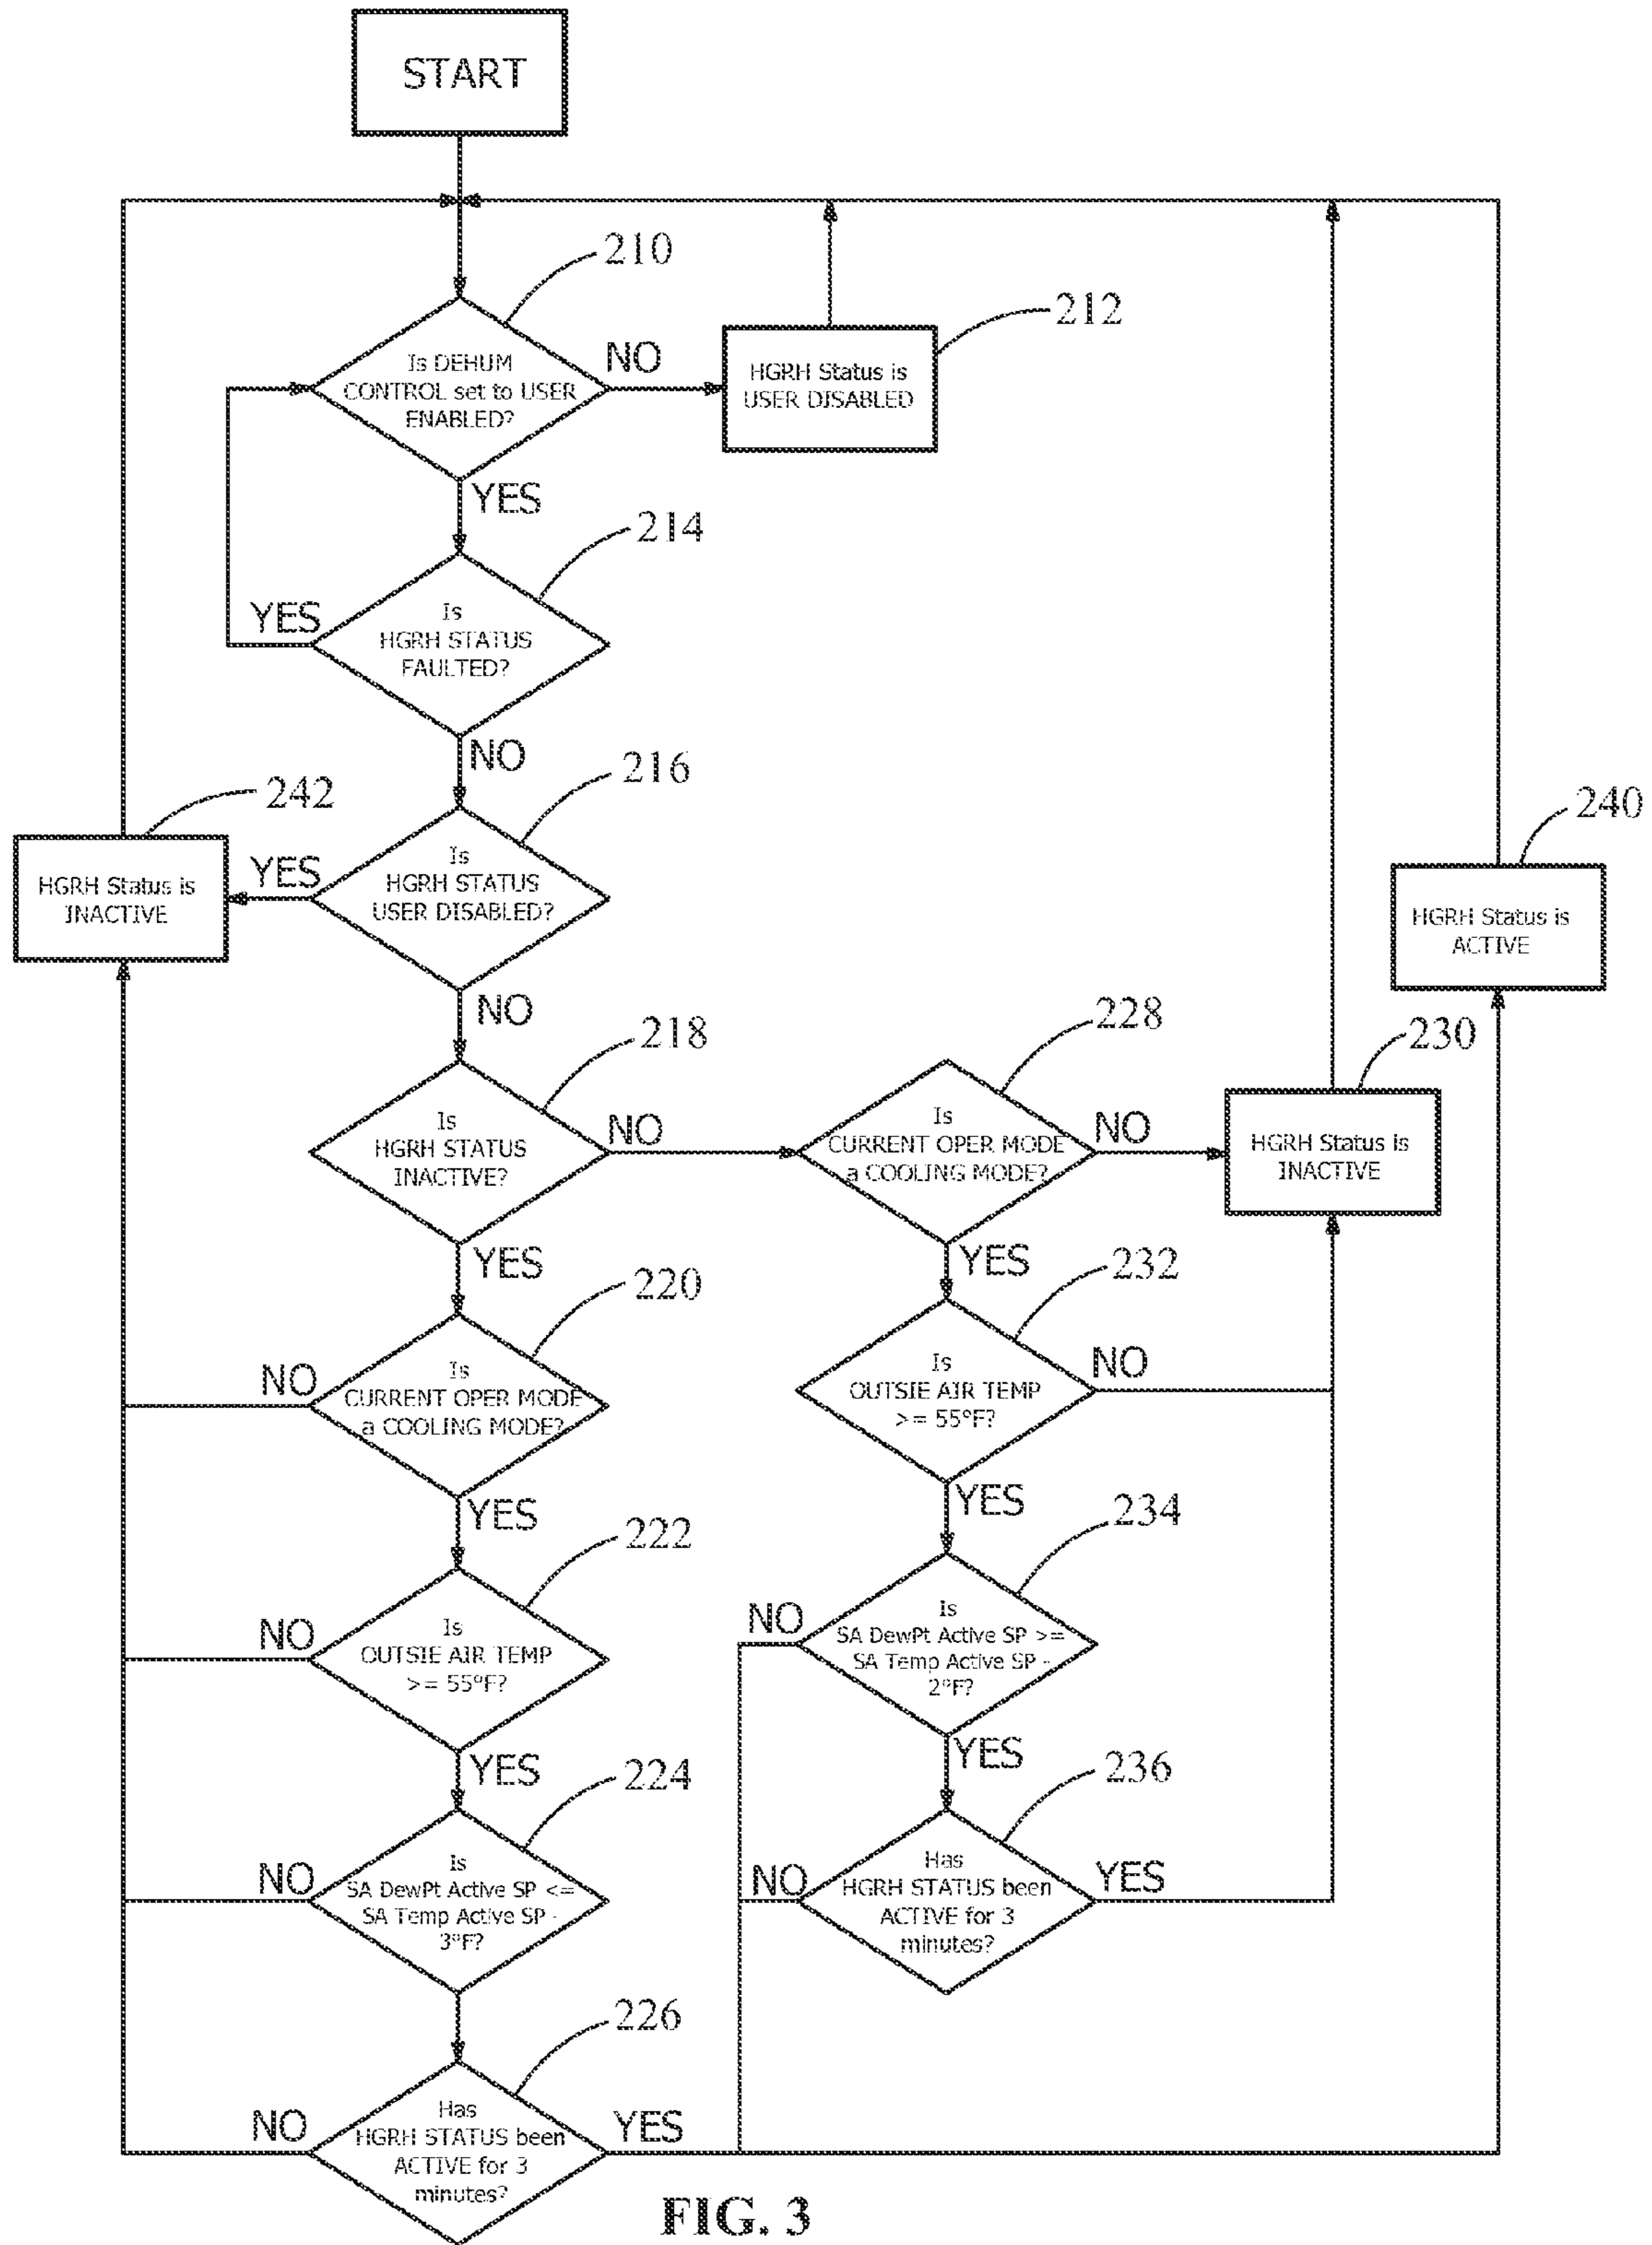 START
210
Is DEHUM
CONTROL set to USER
ENABLED?
NO
HGRH Status is
USER DISABLED
212
YES
214
Is
HGRH STATUS
FAULTED?
YES
NO
216
Is
HGRH STATUS
USER DISABLED?
YES
242
HGRH Status is
INACTIVE
240
HGRH Status is
ACTIVE
NO
218
Is
HGRH STATUS
INACTIVE?
NO
228
Is
CURRENT OPER MODE
a COOLING MODE?
NO
230
HGRH Status is
INACTIVE
YES
220
Is
CURRENT OPER MODE
a COOLING MODE?
NO
YES
232
Is
OUTSIE AIR TEMP
>= 55°F?
NO
YES
222
Is
OUTSIE AIR TEMP
>= 55°F?
NO
YES
234
Is
SA DewPt Active SP >=
SA Temp Active SP -
2°F?
NO
YES
224
Is
SA DewPt Active SP <=
SA Temp Active SP -
3°F?
NO
YES
236
Has
HGRH STATUS been
ACTIVE for 3
minutes?
NO
YES
226
Has
HGRH STATUS been
ACTIVE for 3
minutes?
NO
YES
FIG. 3